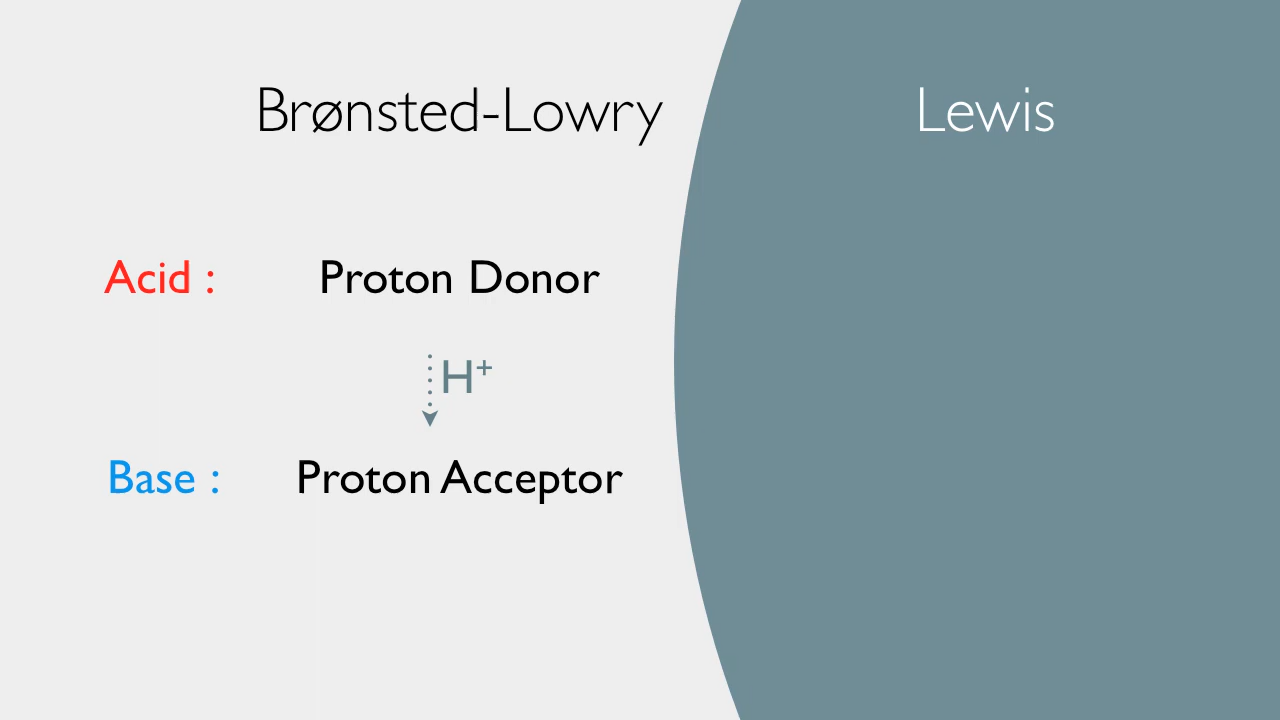 Brønsted-Lowry
Lewis
Acid : Proton Donor
H⁺
Base : Proton Acceptor